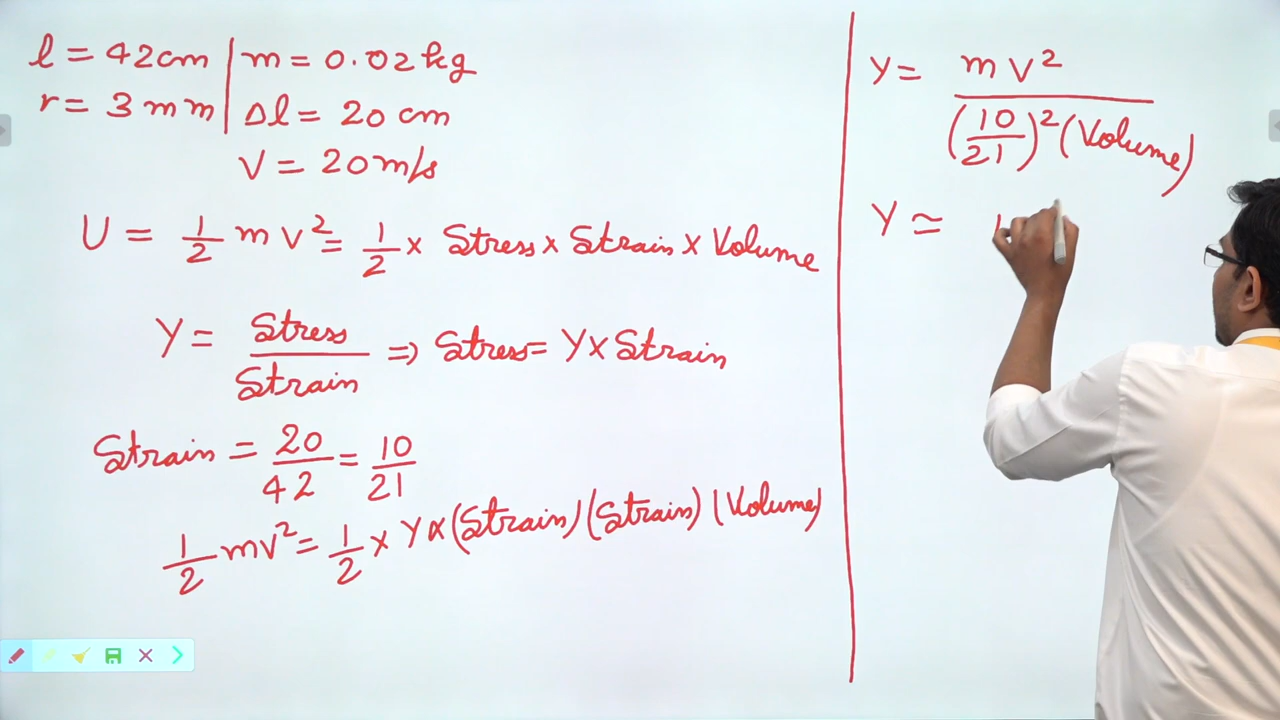 l = 42cm | m = 0.02 kg
r = 3 mm | Δl = 20 cm
V = 20 m/s
U = 1/2 m v² = 1/2 × Stress × Strain × Volume
Y = Stress/Strain ⇒ Stress = Y × Strain
Strain = 20/42 = 10/21
1/2 mv² = 1/2 × Y × (Strain) (Strain) (Volume)
Y = m v² / (10/21)² (Volume)
Y ≃